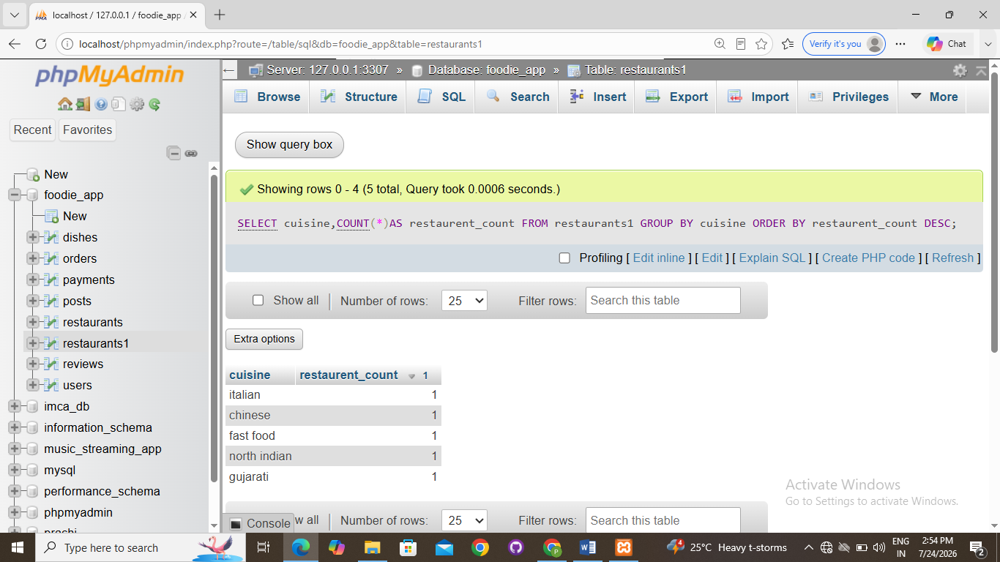 localhost / 127.0.0.1 / foodie_app
localhost/phpmyadmin/index.php?route=/table/sql&db=foodie_app&table=restaurants1
Verify it's you
Chat
phpMyAdmin
Recent
Favorites
New
foodie_app
New
dishes
orders
payments
posts
restaurants
restaurants1
reviews
users
imca_db
information_schema
music_streaming_app
mysql
performance_schema
phpmyadmin
prachi
Server: 127.0.0.1:3307 » Database: foodie_app » Table: restaurants1
Browse Structure SQL Search Insert Export Import Privileges More
Show query box
Showing rows 0 - 4 (5 total, Query took 0.0006 seconds.)
SELECT cuisine,COUNT(*)AS restaurent_count FROM restaurants1 GROUP BY cuisine ORDER BY restaurent_count DESC;
Profiling [ Edit inline ] [ Edit ] [ Explain SQL ] [ Create PHP code ] [ Refresh ]
Show all Number of rows: 25 Filter rows: Search this table
Extra options
cuisine restaurent_count 1
italian 1
chinese 1
fast food 1
north indian 1
gujarati 1
Activate Windows
Go to Settings to activate Windows.
Console
w all Number of rows: 25 Filter rows: Search this table
Type here to search
25°C Heavy t-storms
ENG
IN
2:54 PM
7/24/2026
2